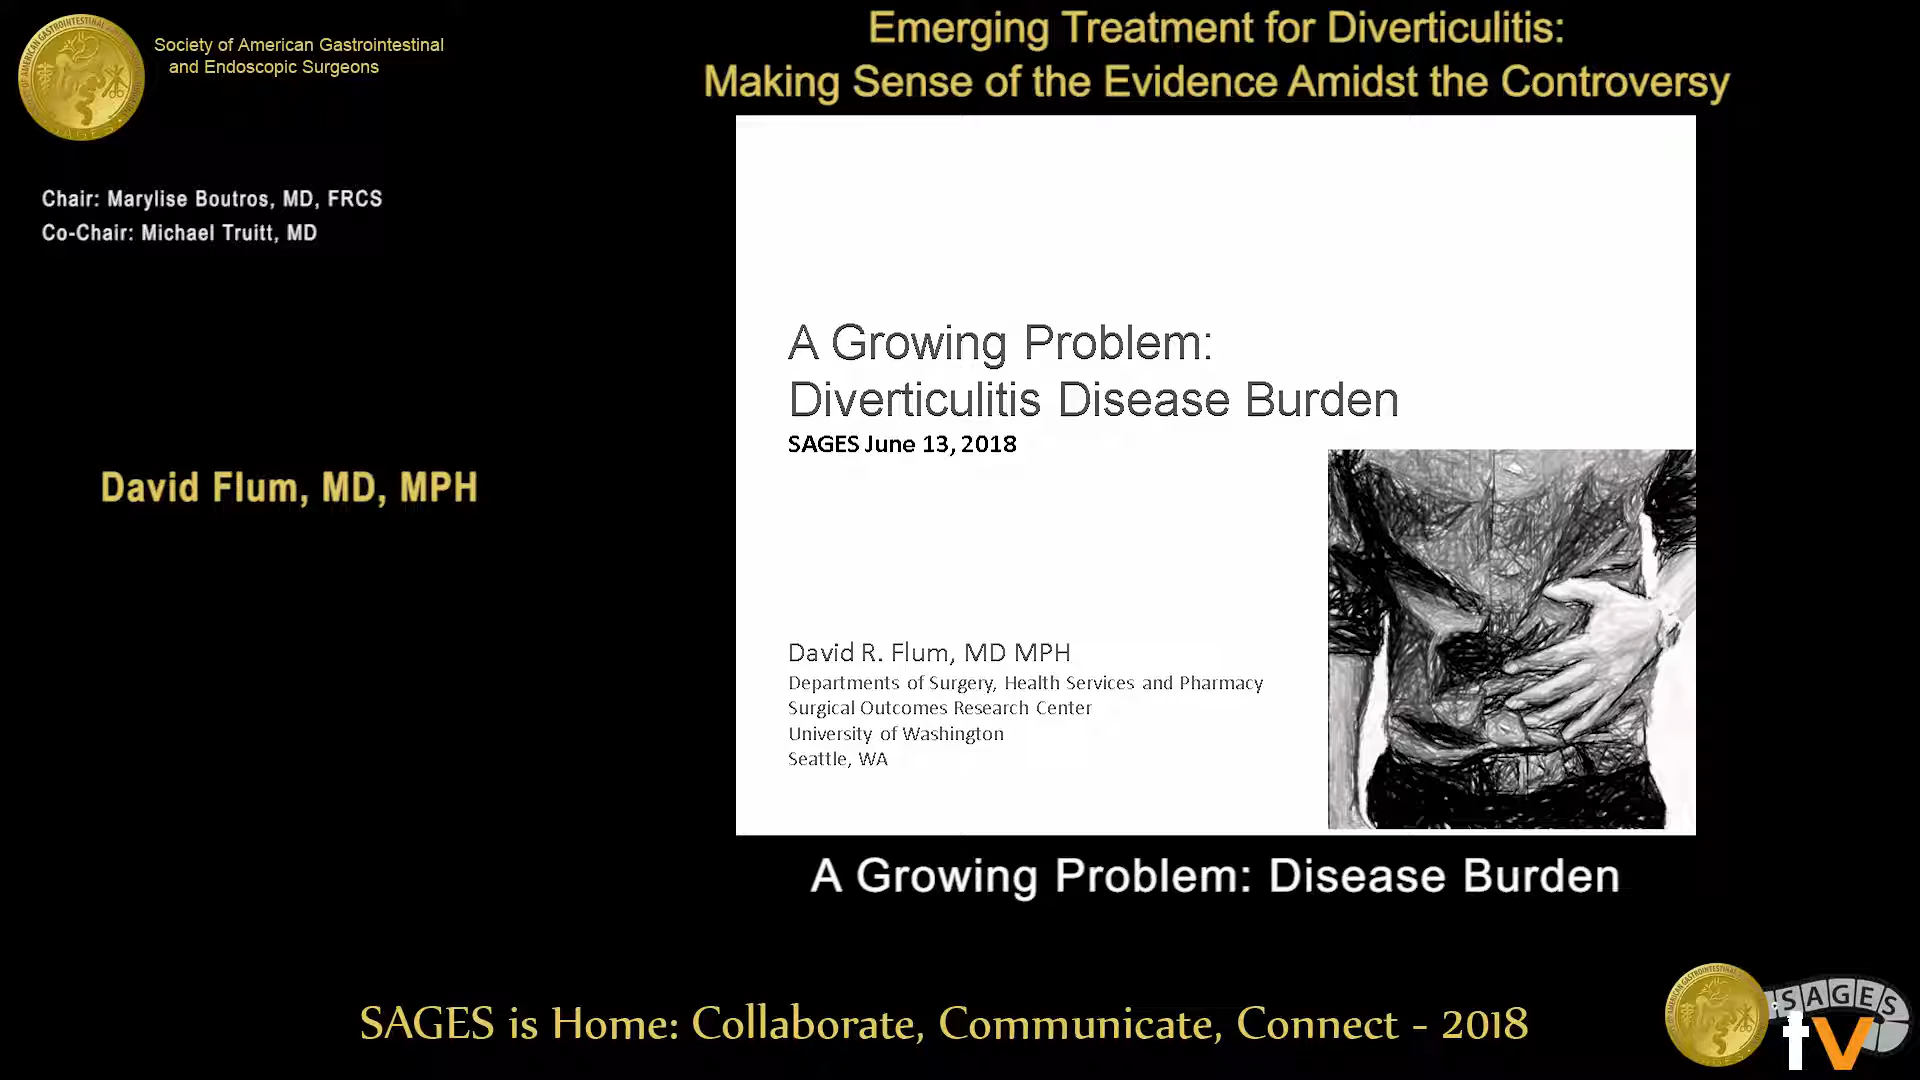 Society of American Gastrointestinal
and Endoscopic Surgeons
Emerging Treatment for Diverticulitis:
Making Sense of the Evidence Amidst the Controversy
Chair: Marylise Boutros, MD, FRCS
Co-Chair: Michael Truitt, MD
David Flum, MD, MPH
A Growing Problem:
Diverticulitis Disease Burden
SAGES June 13, 2018
David R. Flum, MD MPH
Departments of Surgery, Health Services and Pharmacy
Surgical Outcomes Research Center
University of Washington
Seattle, WA
A Growing Problem: Disease Burden
SAGES is Home: Collaborate, Communicate, Connect - 2018
SAGES
tv